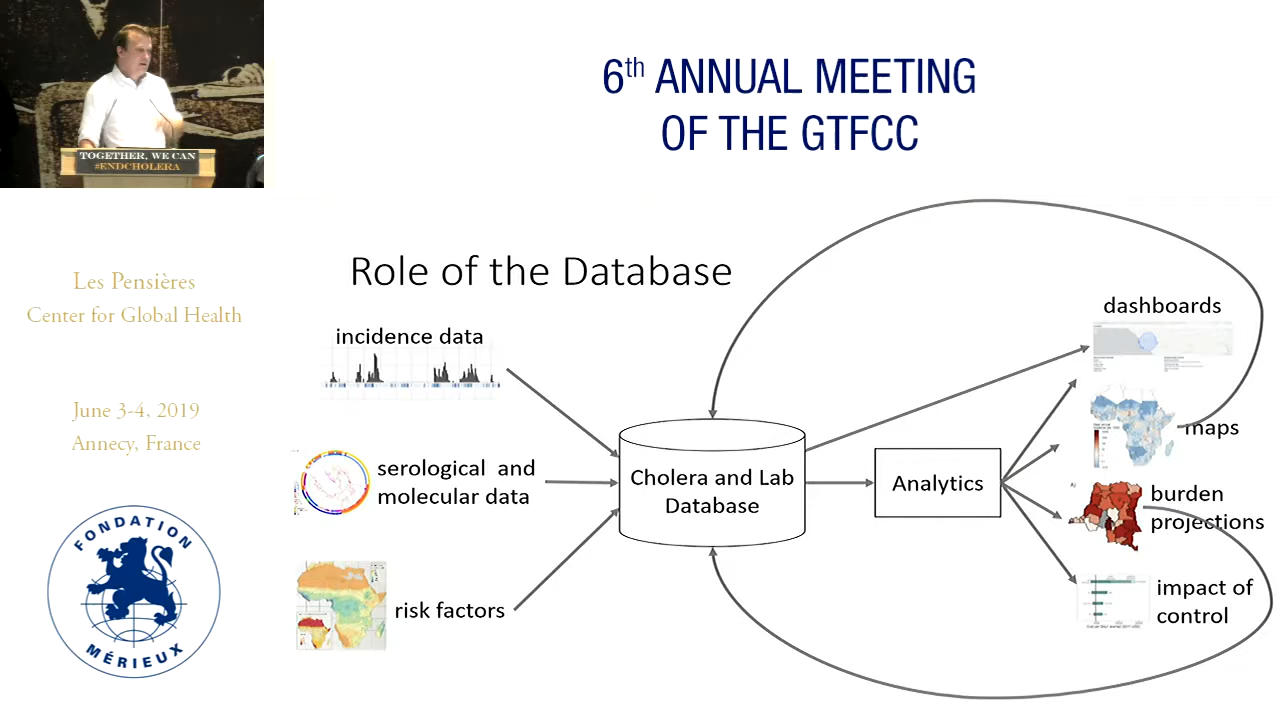 6th ANNUAL MEETING
OF THE GTFCC
TOGETHER, WE CAN
#ENDCHOLERA
Les Pensières
Center for Global Health
June 3-4, 2019
Annecy, France
FONDATION
MÉRIEUX
Role of the Database
incidence data
serological and
molecular data
risk factors
Cholera and Lab
Database
Analytics
dashboards
maps
burden
projections
impact of
control